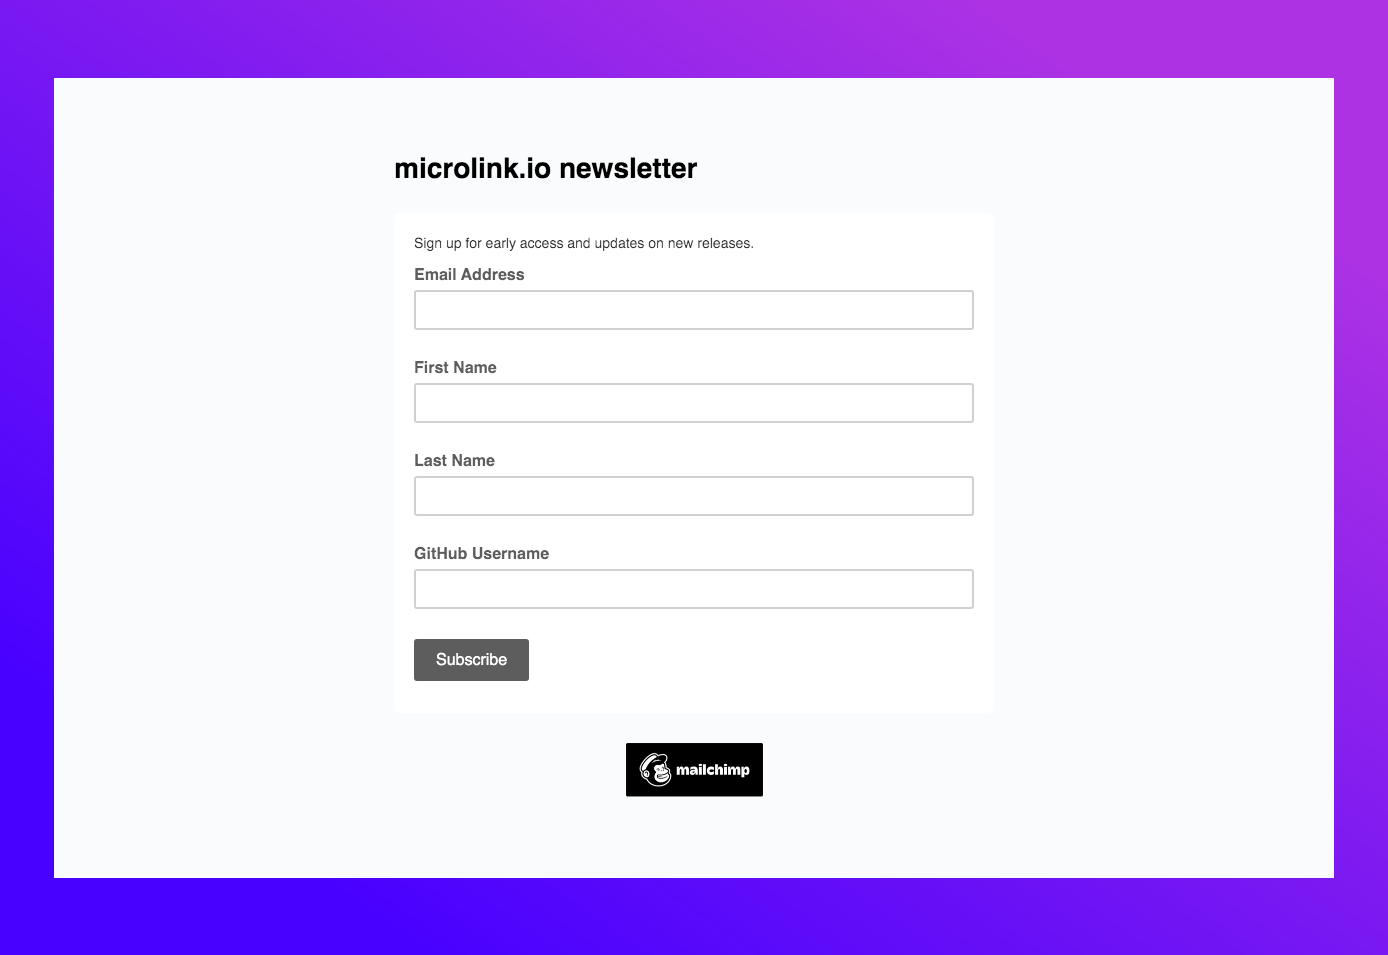 microlink.io newsletter
Sign up for early access and updates on new releases.
Email Address
First Name
Last Name
GitHub Username
Subscribe
mailchimp